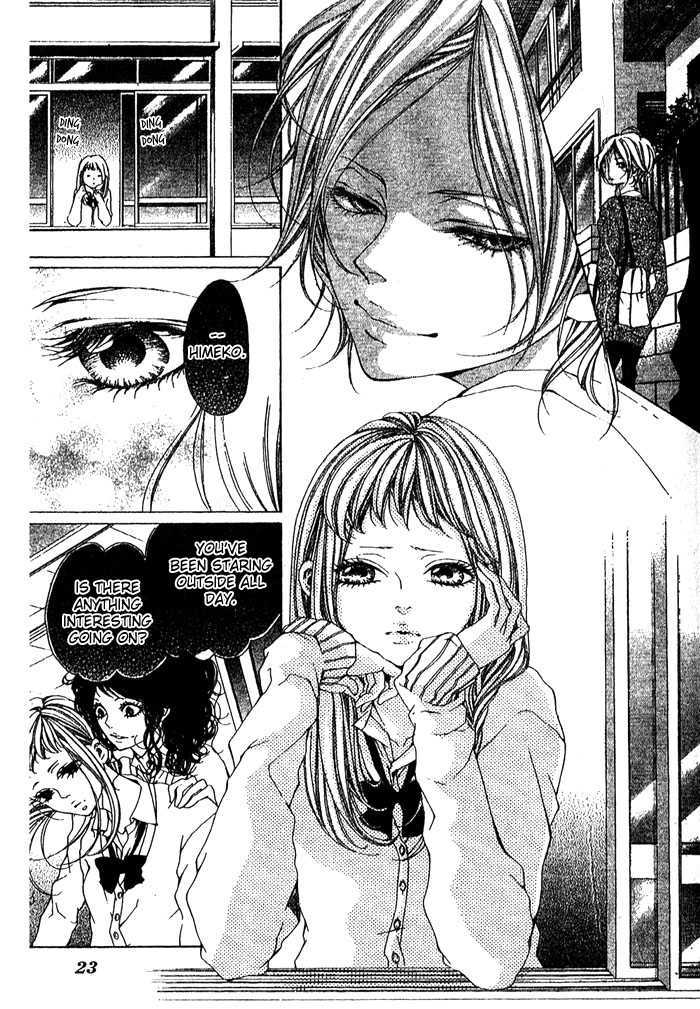 DING
DONG
DING
DONG
--
HIMEKO.
YOU'VE
BEEN STARING
OUTSIDE ALL
DAY.
IS THERE
ANYTHING
INTERESTING
GOING ON?
23